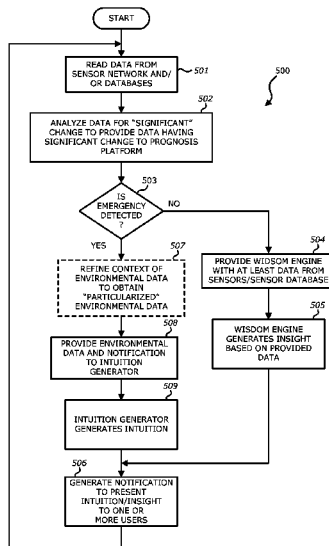 START
READ DATA FROM
SENSOR NETWORK AND/
OR DATABASES
501
500
502
ANALYZE DATA FOR "SIGNIFICANT"
CHANGE TO PROVIDE DATA HAVING
SIGNIFICANT CHANGE TO PROGNOSIS
PLATFORM
503
IS
EMERGENCY
DETECTED
?
NO
YES
504
PROVIDE WIDSOM ENGINE
WITH AT LEAST DATA FROM
SENSORS/SENSOR DATABASE
507
REFINE CONTEXT OF
ENVIRONMENTAL DATA
TO OBTAIN
"PARTICULARIZED"
ENVIRONMENTAL DATA
505
WISDOM ENGINE
GENERATES INSIGHT
BASED ON PROVIDED
DATA
508
PROVIDE ENVIRONMENTAL
DATA AND NOTIFICATION
TO INTUITION
GENERATOR
509
INTUITION GENERATOR
GENERATES INTUITION
506
GENERATE NOTIFICATION
TO PRESENT
INTUITION/INSIGHT
TO ONE OR
MORE USERS